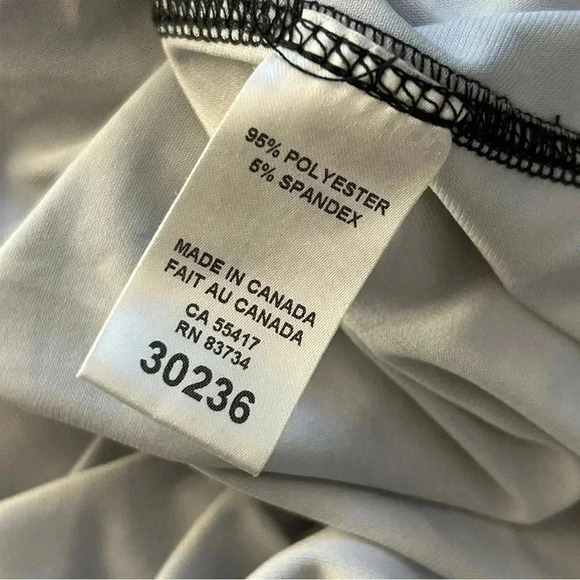 95% POLYESTER
5% SPANDEX
MADE IN CANADA
FAIT AU CANADA
CA 55417
RN 83734
30236